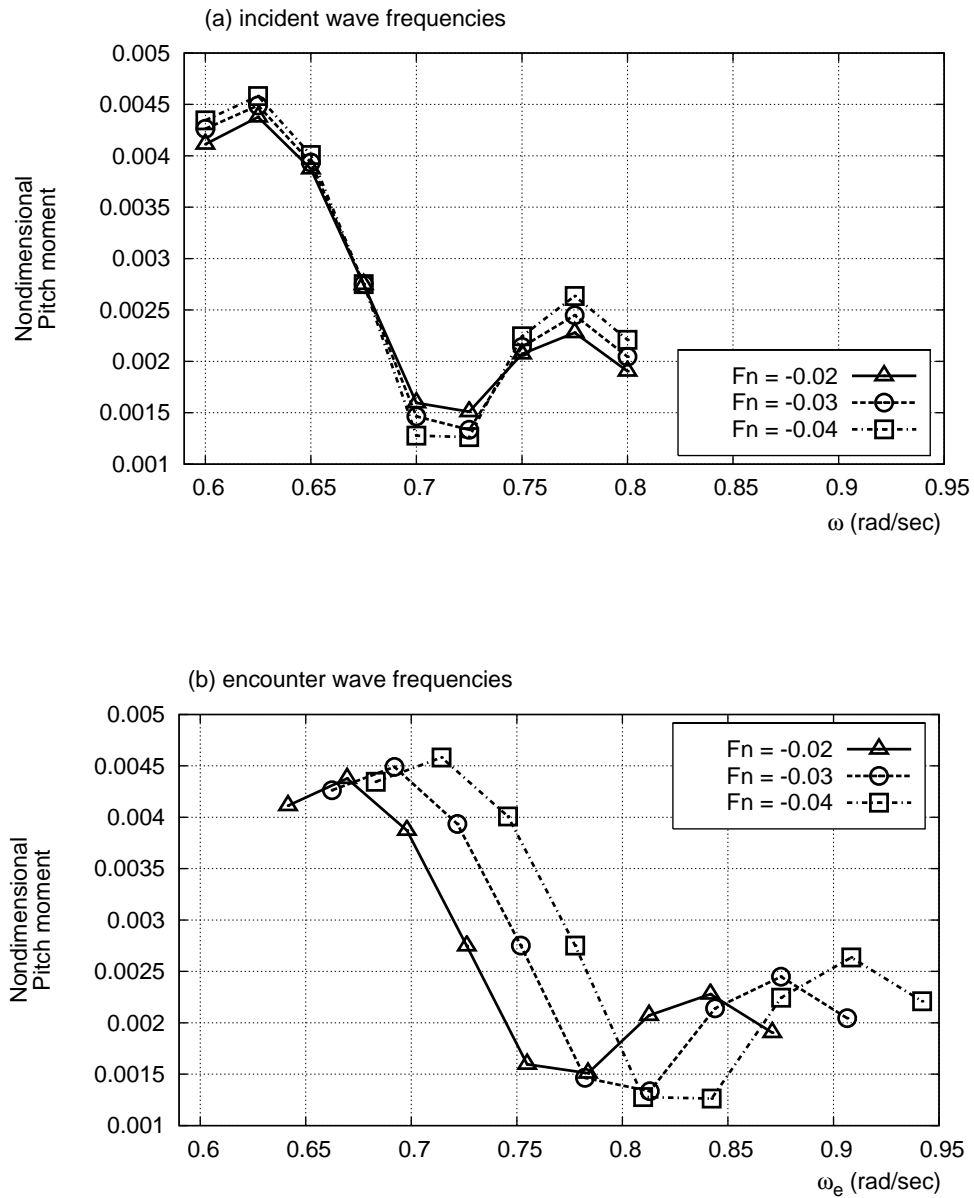 (a) incident wave frequencies
0.005
0.0045
0.004
0.0035
0.003
0.0025
0.002
0.0015
0.001
Nondimensional
Pitch moment
Fn = -0.02
Fn = -0.03
Fn = -0.04
0.6 0.65 0.7 0.75 0.8 0.85 0.9 0.95
ω (rad/sec)
(b) encounter wave frequencies
0.005
0.0045
0.004
0.0035
0.003
0.0025
0.002
0.0015
0.001
Nondimensional
Pitch moment
Fn = -0.02
Fn = -0.03
Fn = -0.04
0.6 0.65 0.7 0.75 0.8 0.85 0.9 0.95
ωe (rad/sec)